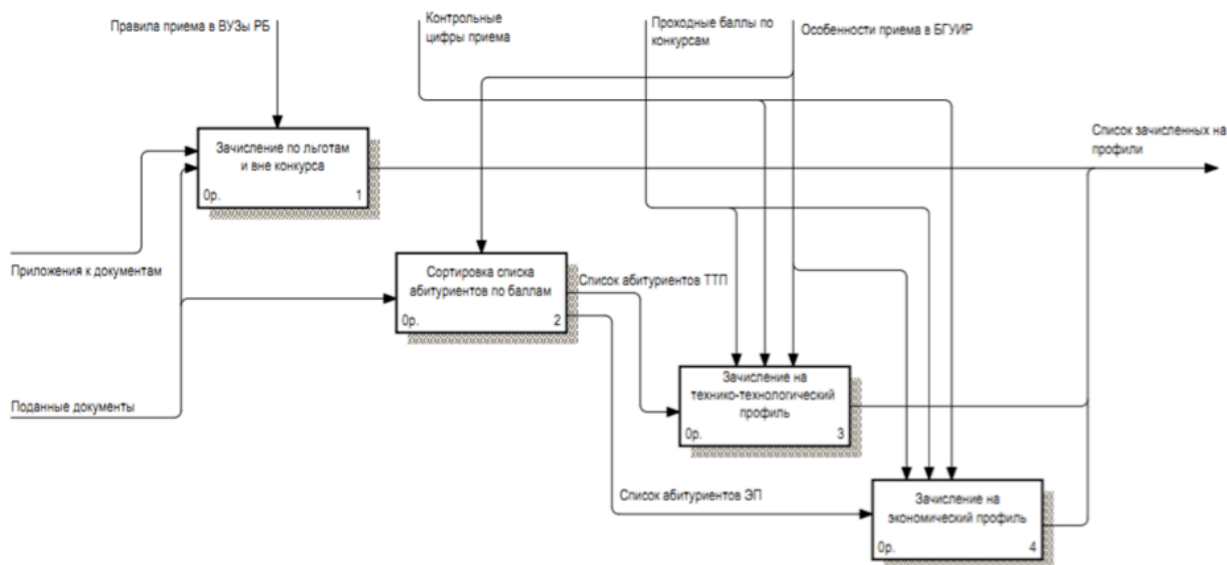 Правила приема в ВУЗы РБ
Контрольные
цифры приема
Проходные баллы по
конкурсам
Особенности приема в БГУИР
Зачисление по льготам
и вне конкурса
0р.
1
Список зачисленных на
профили
Приложения к документам
Сортировка списка
абитуриентов по баллам
0р.
2
Список абитуриентов ТТП
Зачисление на
технико-технологический
профиль
0р.
3
Поданные документы
Список абитуриентов ЭП
Зачисление на
экономический профиль
0р.
4